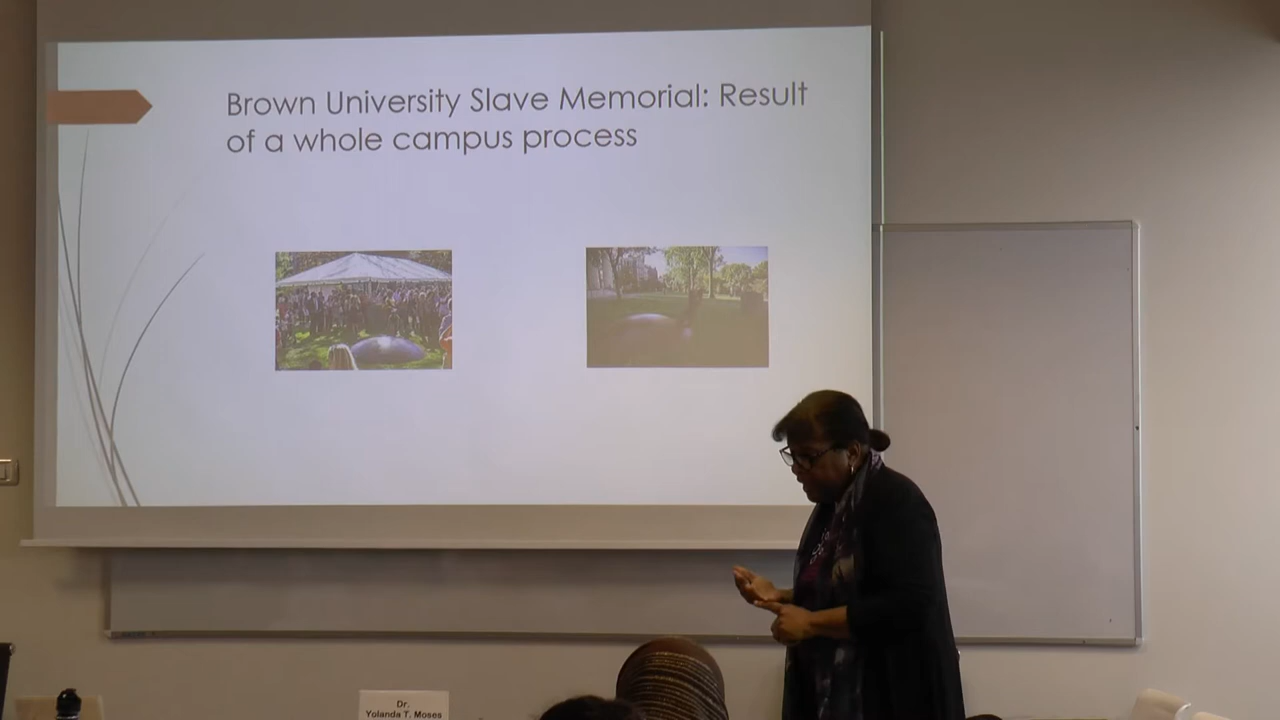 Brown University Slave Memorial: Result
of a whole campus process
Dr.
Yolanda T. Moses